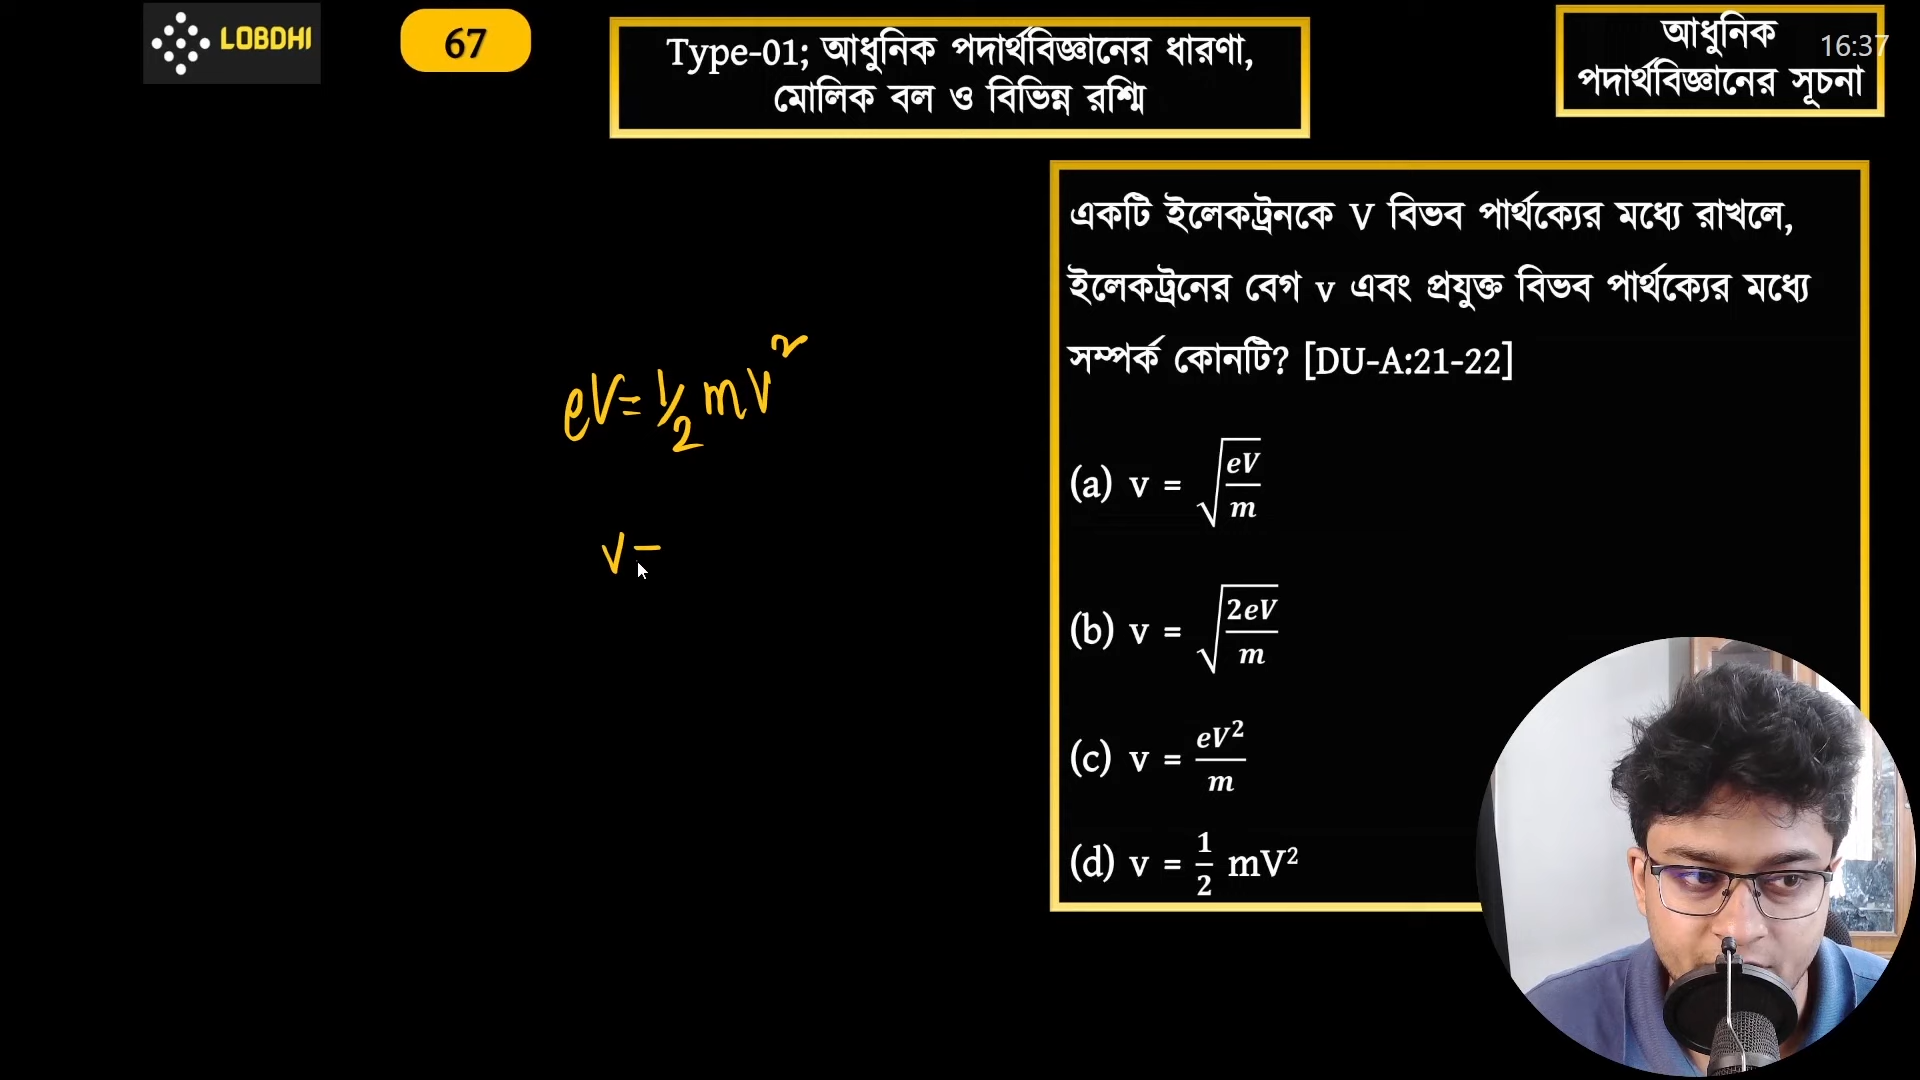 LOBDHI
67
Type-01; আধুনিক পদার্থবিজ্ঞানের ধারণা,
মোলিক বল ও বিভিন্ন রশ্মি
আধুনিক
পদার্থবিজ্ঞানের সূচনা
16:37
একটি ইলেকট্রনকে V বিভব পার্থক্যের মধ্যে রাখলে,
ইলেকট্রনের বেগ v এবং প্রযুক্ত বিভব পার্থক্যের মধ্যে
সম্পর্ক কোনটি? [DU-A:21-22]
eV = 1/2 mv²
v =
(a) v = √(eV/m)
(b) v = √(2eV/m)
(c) v = eV²/m
(d) v = 1/2 mV²